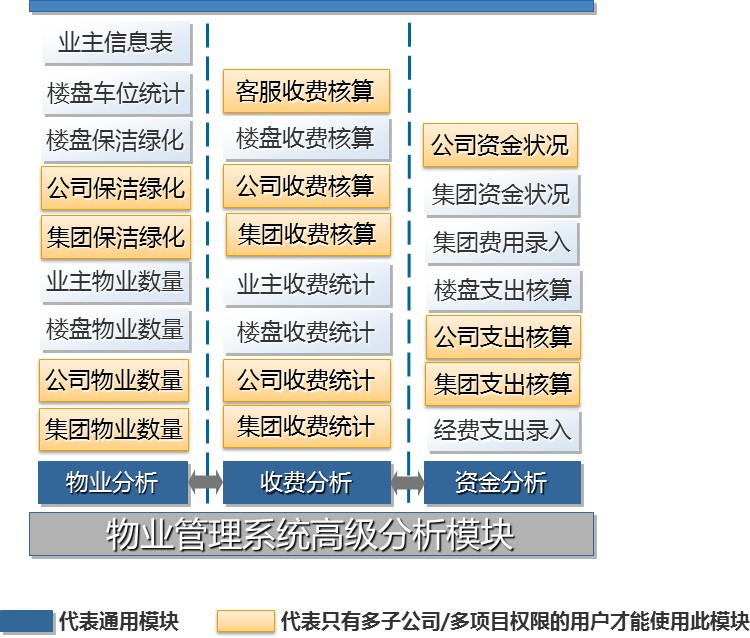 业主信息表
楼盘车位统计
楼盘保洁绿化
公司保洁绿化
集团保洁绿化
业主物业数量
楼盘物业数量
公司物业数量
集团物业数量
物业分析
客服收费核算
楼盘收费核算
公司收费核算
集团收费核算
业主收费统计
楼盘收费统计
公司收费统计
集团收费统计
收费分析
公司资金状况
集团资金状况
集团费用录入
楼盘支出核算
公司支出核算
集团支出核算
经费支出录入
资金分析
物业管理系统高级分析模块
代表通用模块
代表只有多子公司/多项目权限的用户才能使用此模块